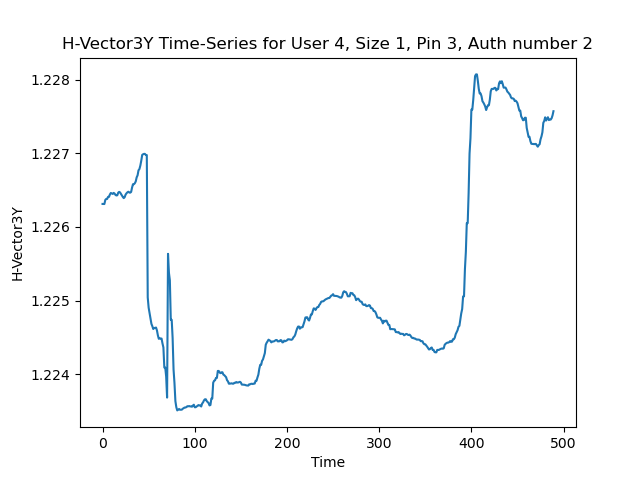 H-Vector3Y Time-Series for User 4, Size 1, Pin 3, Auth number 2
1.228
1.227
1.226
1.225
1.224
H-Vector3Y
0 100 200 300 400 500
Time